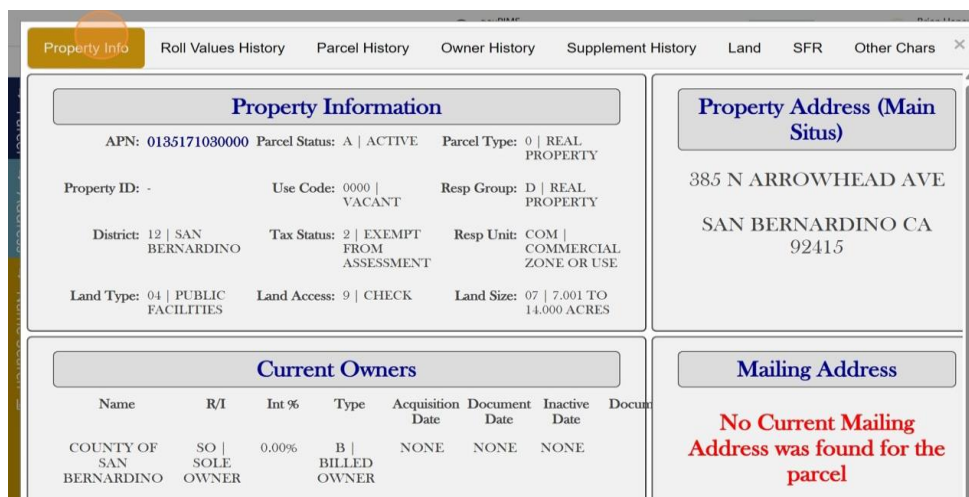 Property Info Roll Values History Parcel History Owner History Supplement History Land SFR Other Chars ×
Property Information
APN: 0135171030000 Parcel Status: A | ACTIVE Parcel Type: 0 | REAL
PROPERTY
Property ID: - Use Code: 0000 | Resp Group: D | REAL
VACANT PROPERTY
District: 12 | SAN Tax Status: 2 | EXEMPT Resp Unit: COM |
BERNARDINO FROM COMMERCIAL
ASSESSMENT ZONE OR USE
Land Type: 04 | PUBLIC Land Access: 9 | CHECK Land Size: 07 | 7.001 TO
FACILITIES 14.000 ACRES
Property Address (Main
Situs)
385 N ARROWHEAD AVE
SAN BERNARDINO CA
92415
Current Owners
Name R/I Int % Type Acquisition Document Inactive Docum
Date Date Date
COUNTY OF SO | 0.00% B | NONE NONE NONE
SAN SOLE BILLED
BERNARDINO OWNER OWNER
Mailing Address
No Current Mailing
Address was found for the
parcel